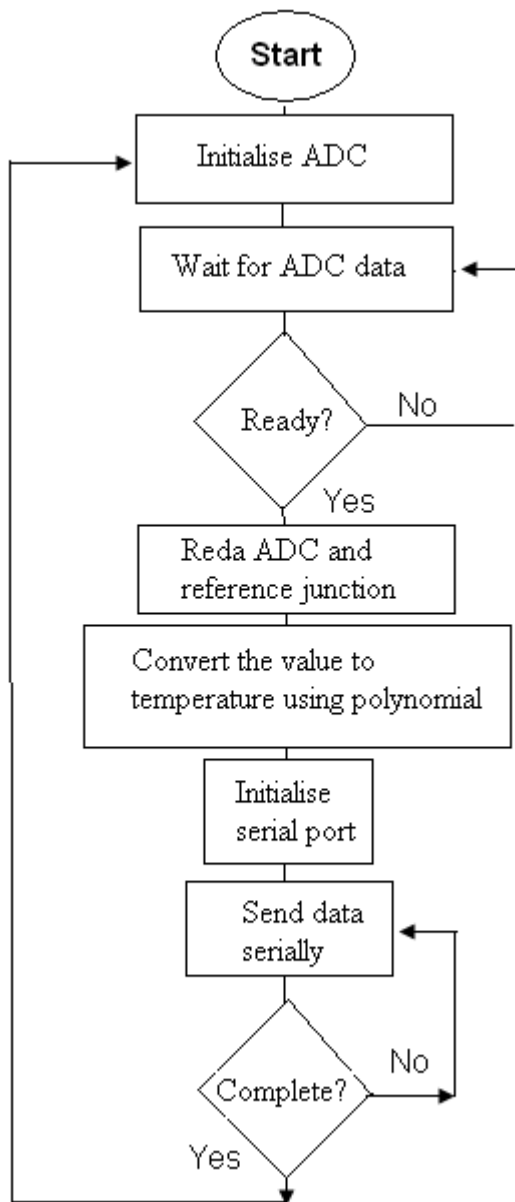 Start
Initialise ADC
Wait for ADC data
Ready?
No
Yes
Reda ADC and
reference junction
Convert the value to
temperature using polynomial
Initialise
serial port
Send data
serially
Complete?
No
Yes